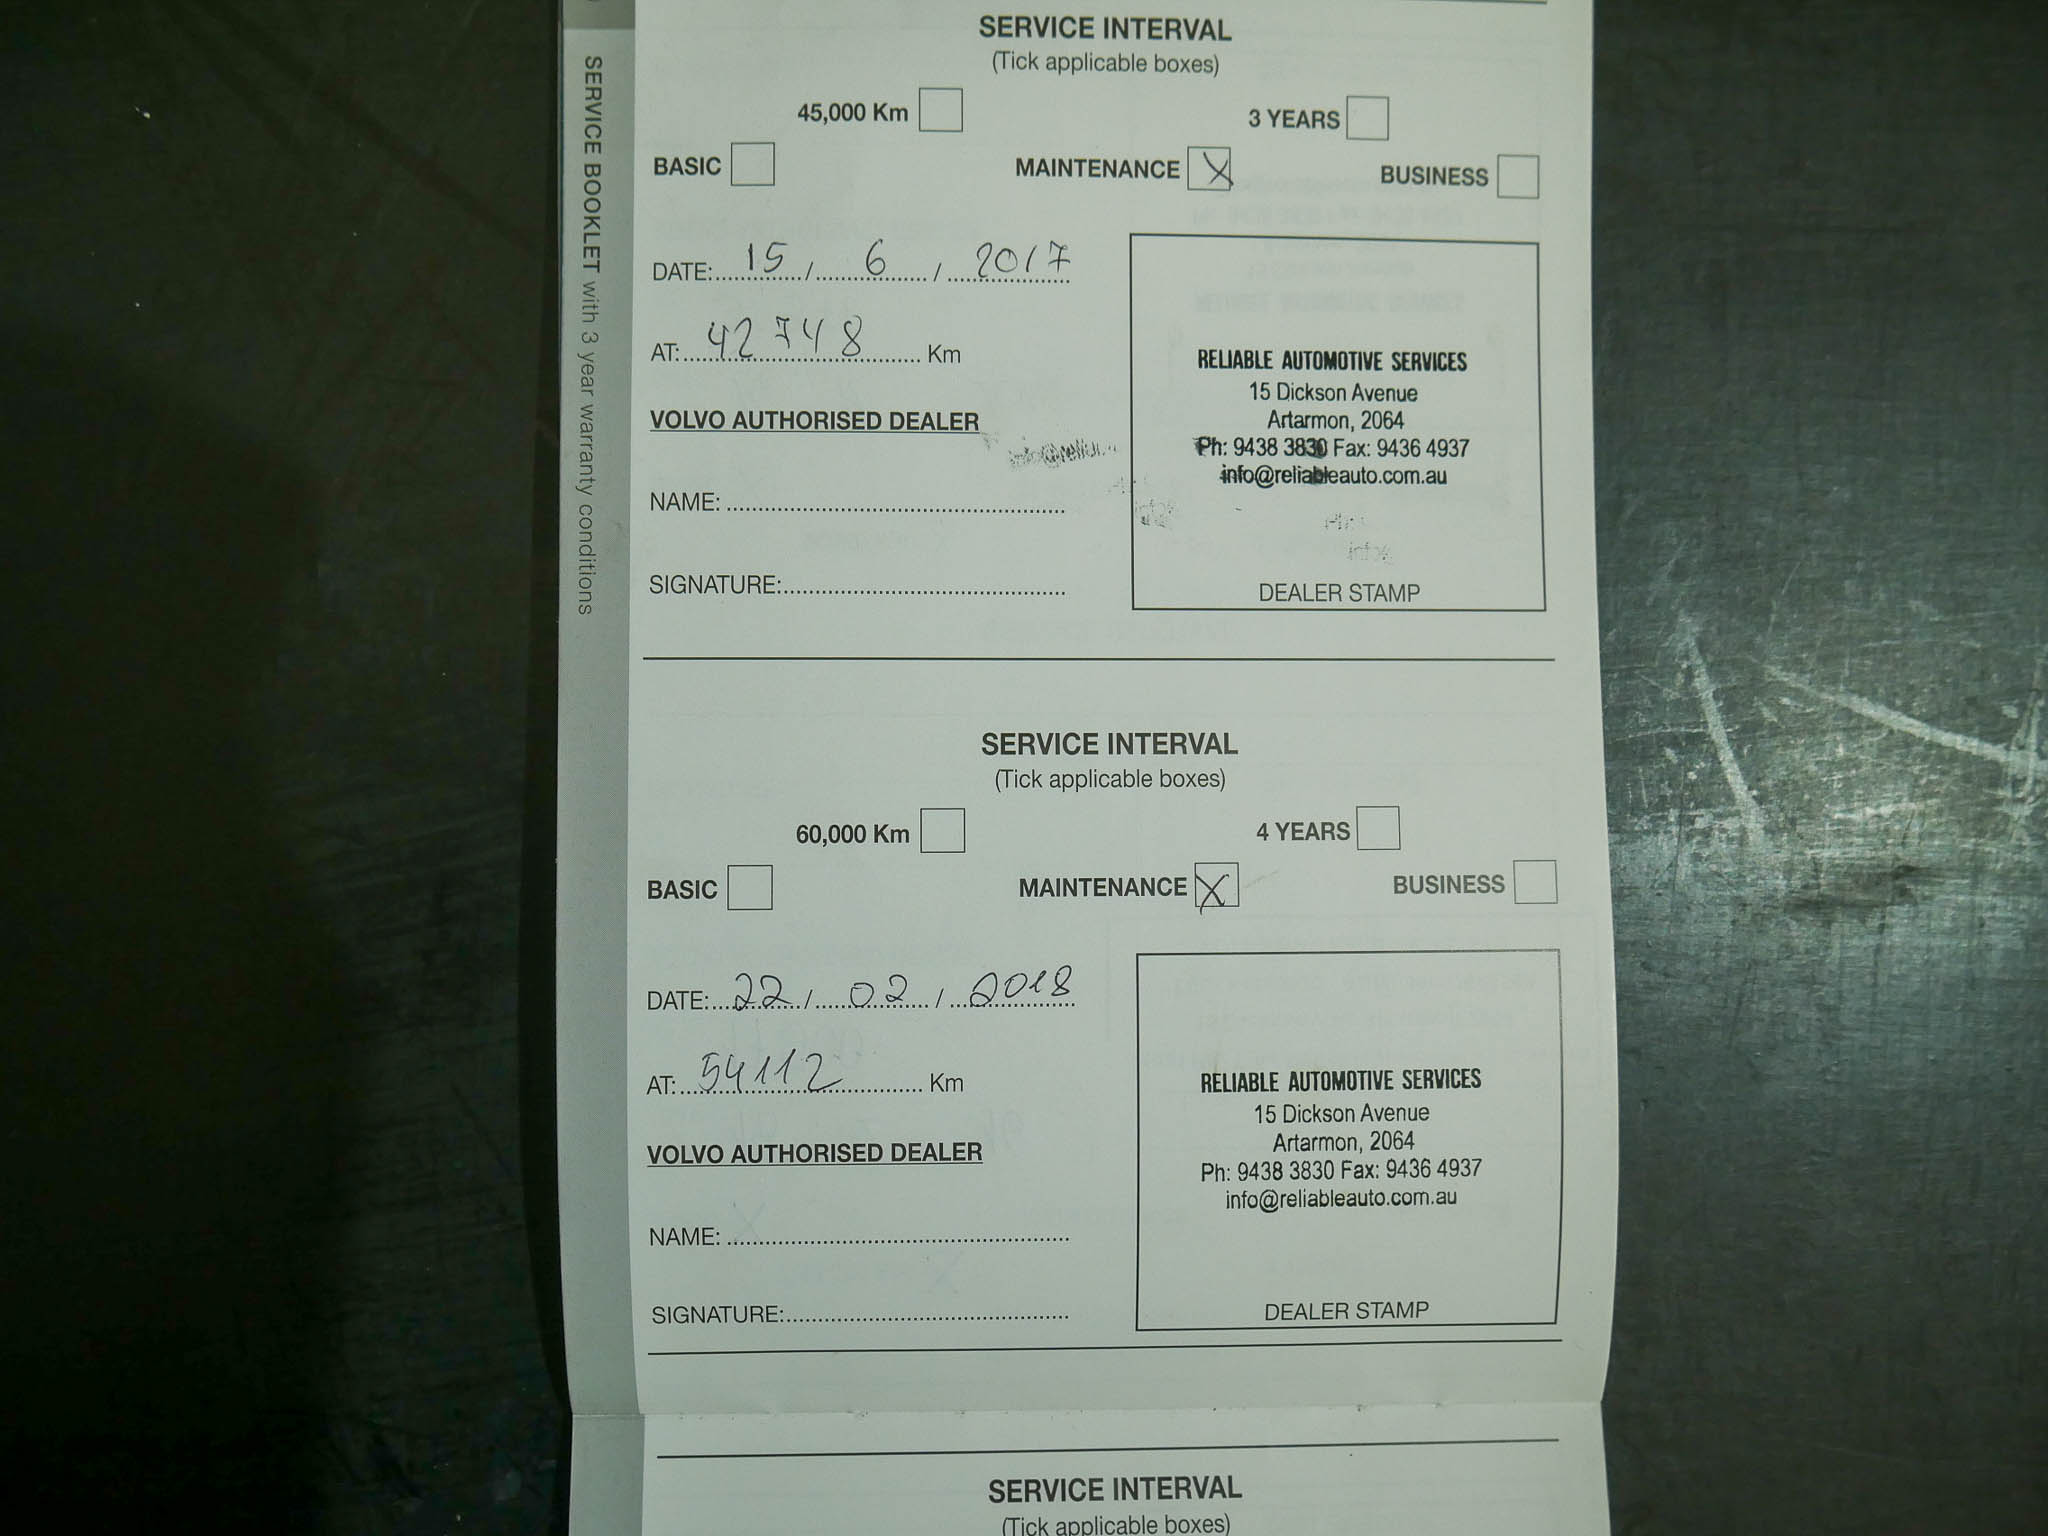 SERVICE BOOKLET with 3 year warranty conditions
SERVICE INTERVAL
(Tick applicable boxes)
45,000 Km
3 YEARS
BASIC
MAINTENANCE X
BUSINESS
DATE: 15 / 6 / 2017
AT: 42748 Km
VOLVO AUTHORISED DEALER
NAME:
SIGNATURE:
RELIABLE AUTOMOTIVE SERVICES
15 Dickson Avenue
Artarmon, 2064
Ph: 9438 3830 Fax: 9436 4937
info@reliableauto.com.au
DEALER STAMP
SERVICE INTERVAL
(Tick applicable boxes)
60,000 Km
4 YEARS
BASIC
MAINTENANCE X
BUSINESS
DATE: 22 / 02 / 2018
AT: 54112 Km
VOLVO AUTHORISED DEALER
NAME:
SIGNATURE:
RELIABLE AUTOMOTIVE SERVICES
15 Dickson Avenue
Artarmon, 2064
Ph: 9438 3830 Fax: 9436 4937
info@reliableauto.com.au
DEALER STAMP
SERVICE INTERVAL
(Tick applicable boxes)